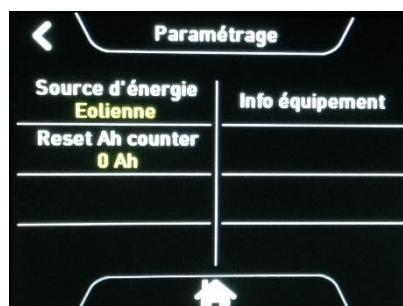 Paramétrage
Source d'énergie
Eolienne
Info équipement
Reset Ah counter
0 Ah